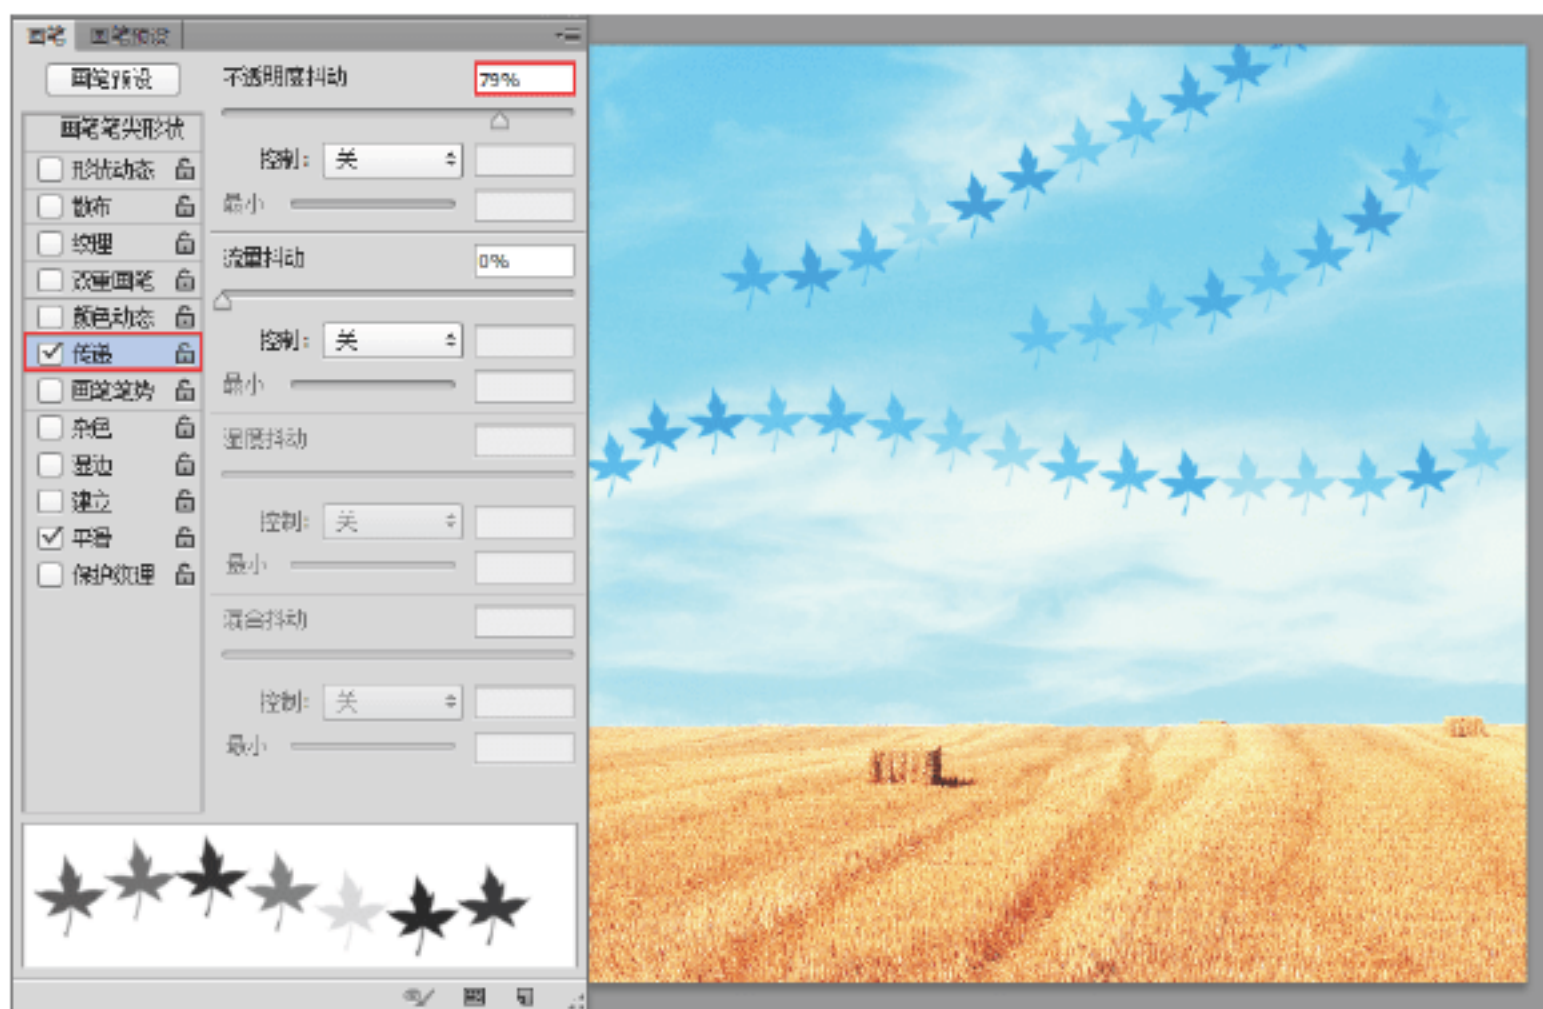 画笔 画笔预设
画笔预设
画笔笔尖形状
形状动态
散布
纹理
双重画笔
颜色动态
传递
画笔笔势
杂色
湿边
建立
平滑
保护纹理
不透明度抖动 79%
控制: 关
最小
流量抖动 0%
控制: 关
最小
湿度抖动
控制: 关
最小
混合抖动
控制: 关
最小